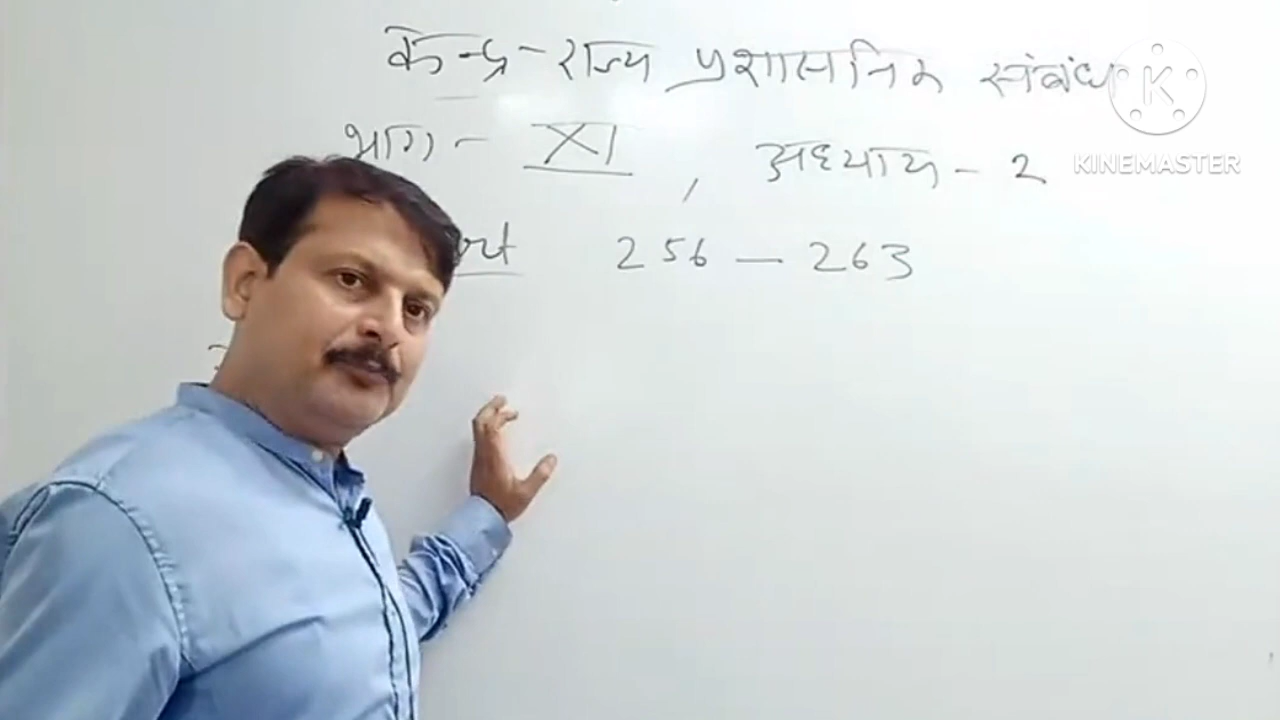 केन्द्र-राज्य प्रशासनिक संबंध
भाग - XI , अध्याय - 2
256 - 263
K
KINEMASTER